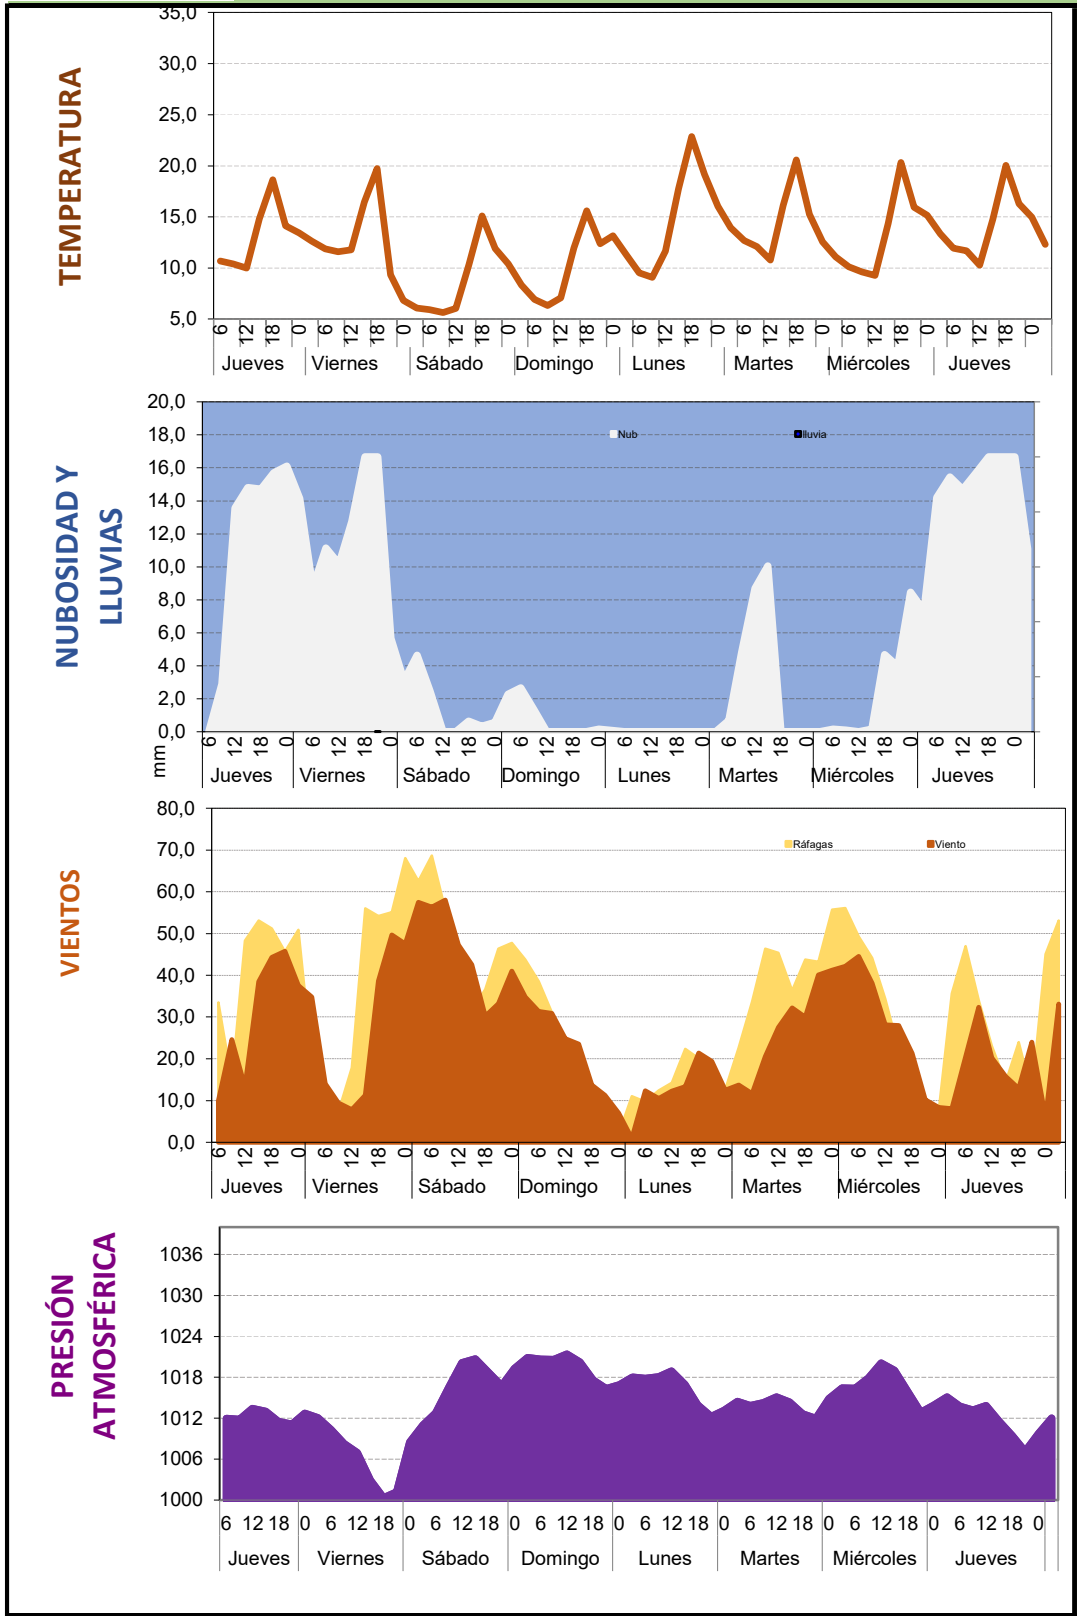 TEMPERATURA
35,0
30,0
25,0
20,0
15,0
10,0
5,0
6 12 18 0 6 12 18 0 6 12 18 0 6 12 18 0 6 12 18 0 6 12 18 0 6 12 18 0 6 12 18 0
Jueves Viernes Sábado Domingo Lunes Martes Miércoles Jueves
NUBOSIDAD Y
LLUVIAS
20,0
18,0
16,0
14,0
12,0
10,0
8,0
6,0
4,0
2,0
0,0
mm
Nub lluvia
6 12 18 0 6 12 18 0 6 12 18 0 6 12 18 0 6 12 18 0 6 12 18 0 6 12 18 0 6 12 18 0
Jueves Viernes Sábado Domingo Lunes Martes Miércoles Jueves
VIENTOS
80,0
70,0
60,0
50,0
40,0
30,0
20,0
10,0
0,0
Ráfagas Viento
6 12 18 0 6 12 18 0 6 12 18 0 6 12 18 0 6 12 18 0 6 12 18 0 6 12 18 0 6 12 18 0
Jueves Viernes Sábado Domingo Lunes Martes Miércoles Jueves
PRESIÓN
ATMOSFÉRICA
1036
1030
1024
1018
1012
1006
1000
6 12 18 0 6 12 18 0 6 12 18 0 6 12 18 0 6 12 18 0 6 12 18 0 6 12 18 0 6 12 18 0
Jueves Viernes Sábado Domingo Lunes Martes Miércoles Jueves